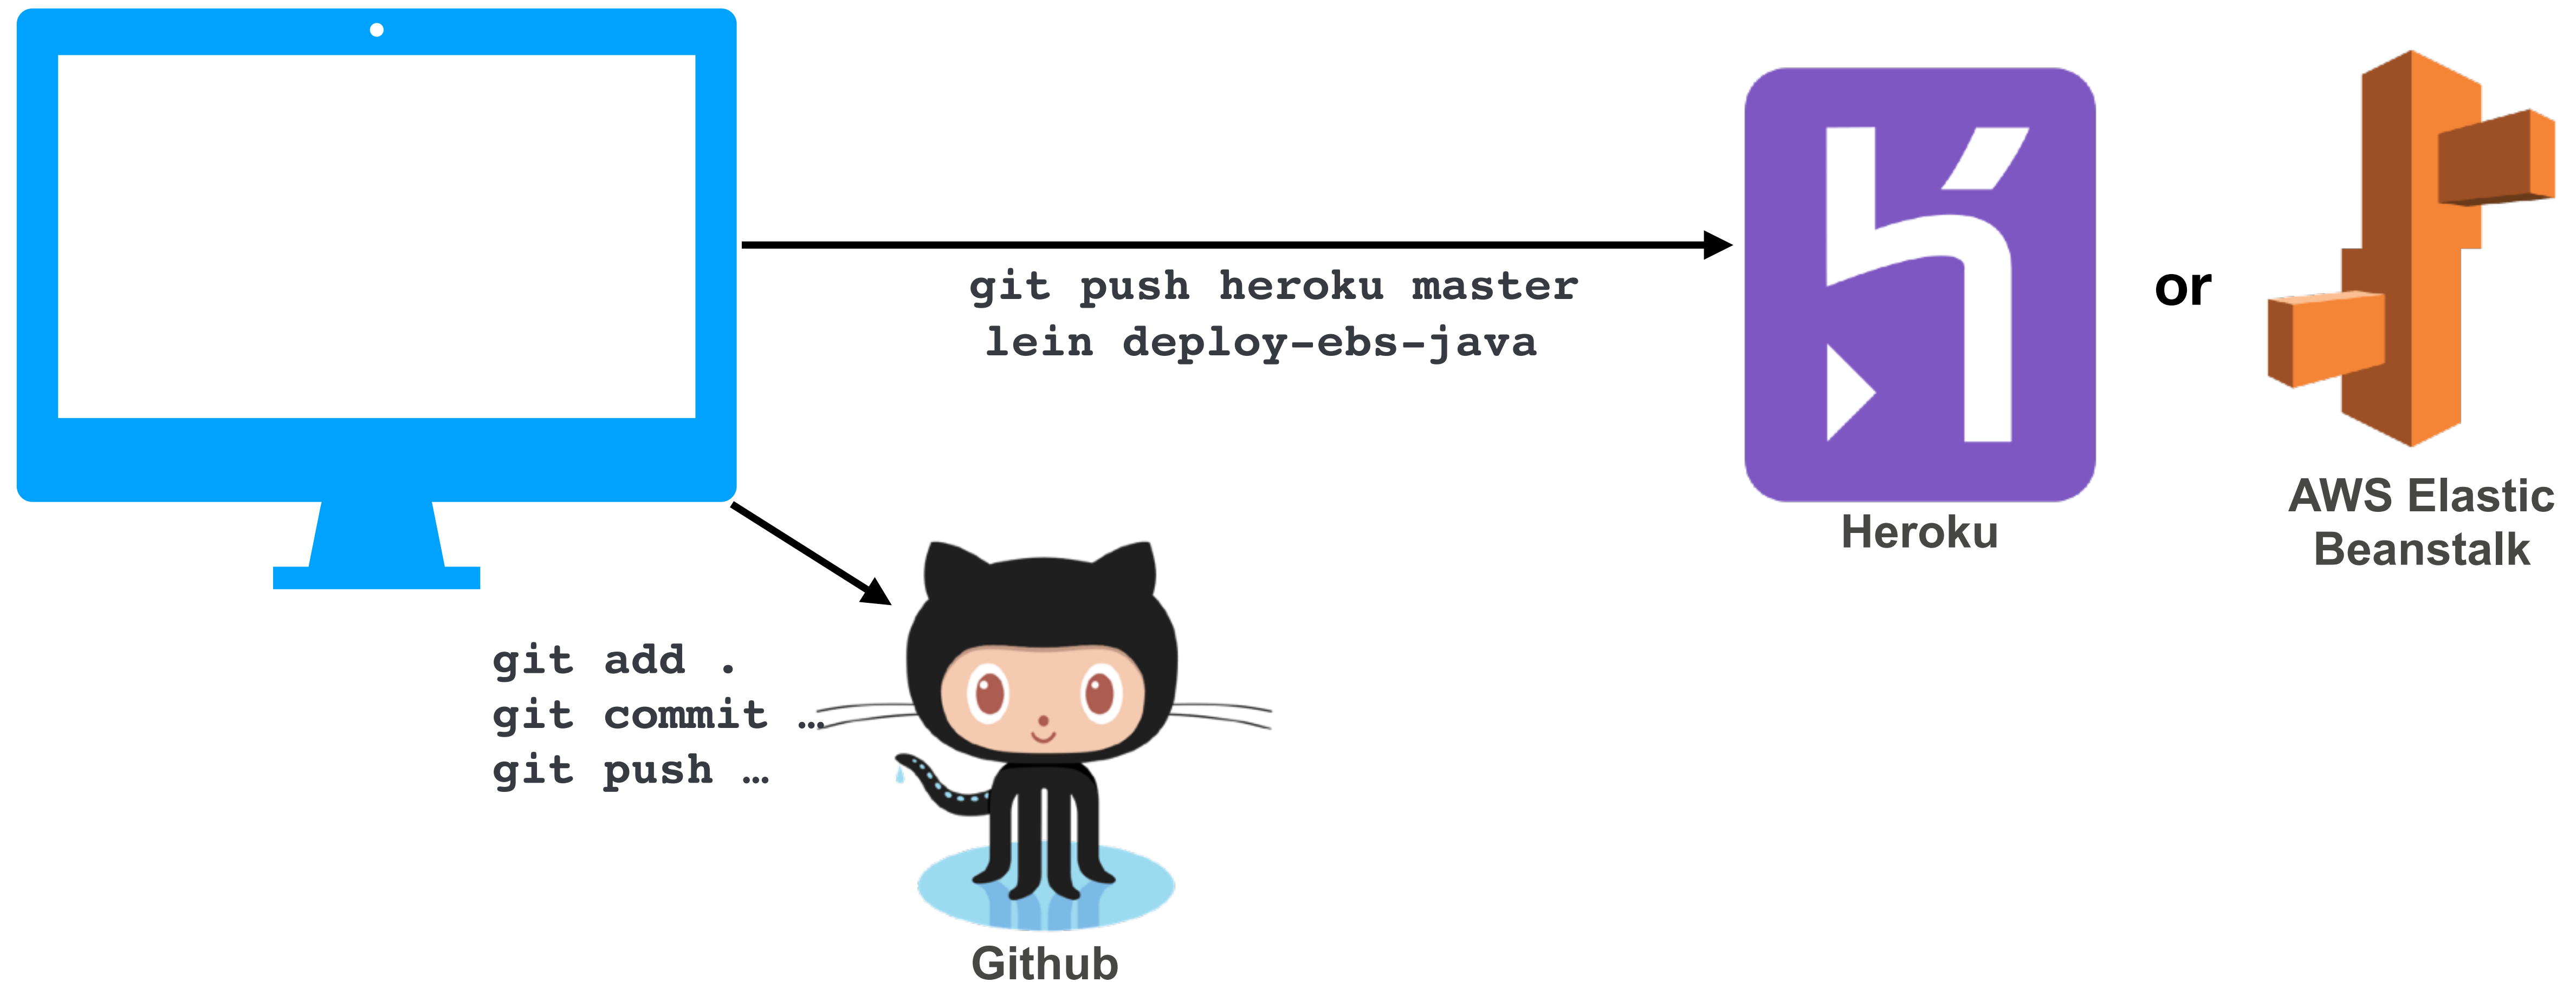 git push heroku master
lein deploy-ebs-java
or
Heroku
AWS Elastic
Beanstalk
git add .
git commit …
git push …
Github